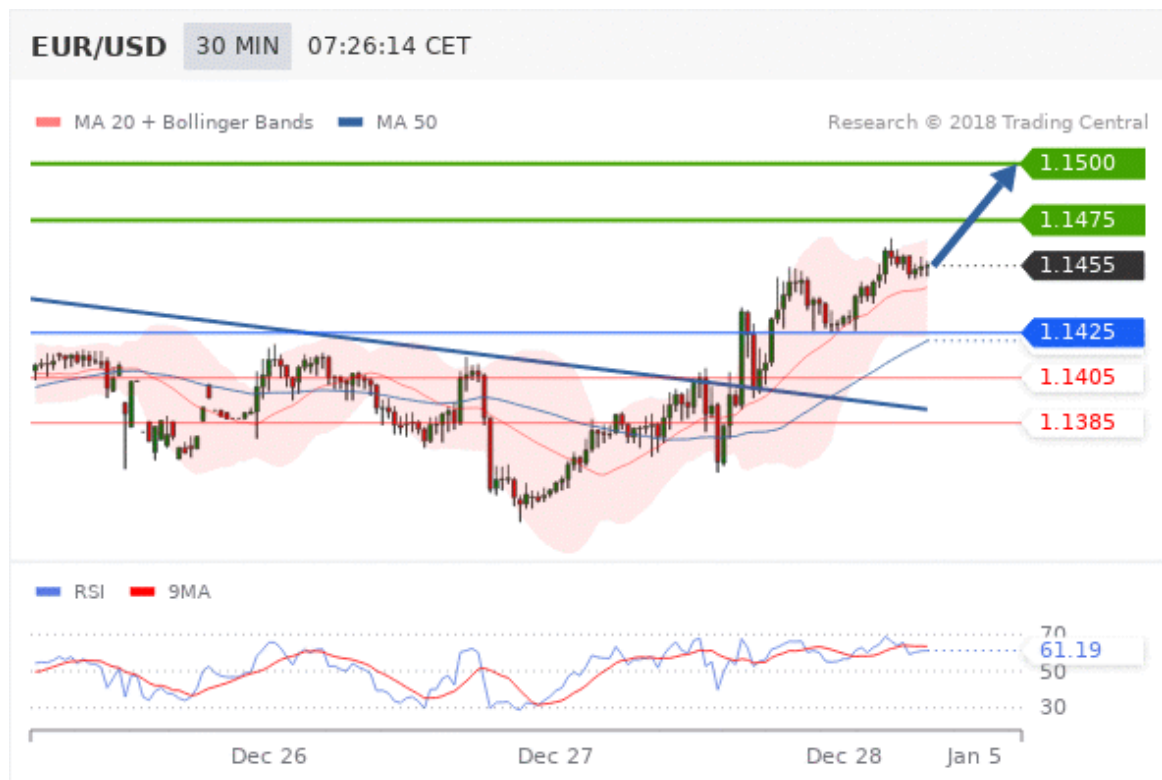 EUR/USD 30 MIN 07:26:14 CET
MA 20 + Bollinger Bands MA 50 Research © 2018 Trading Central
1.1500
1.1475
1.1455
1.1425
1.1405
1.1385
RSI 9MA
70
61.19
50
30
Dec 26 Dec 27 Dec 28 Jan 5